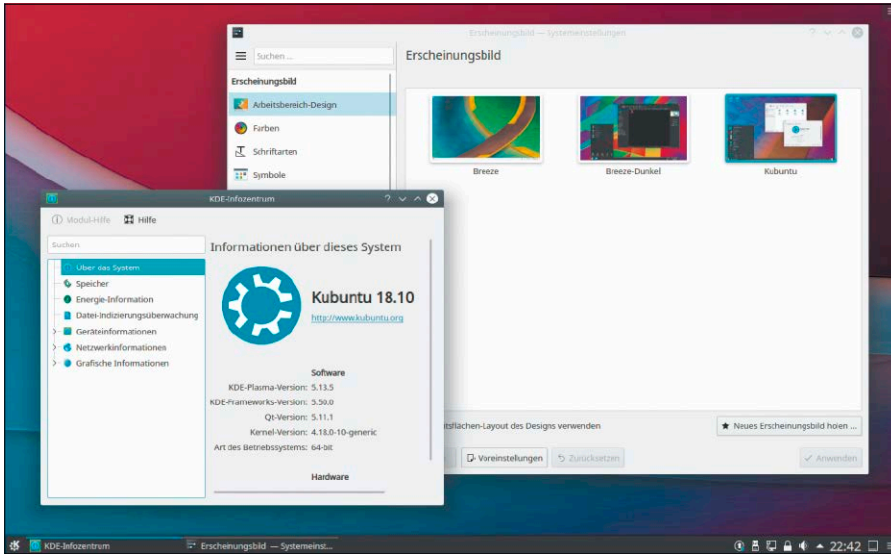 Erscheinungsbild — Systemeinstellungen
Suchen ...
Erscheinungsbild
Erscheinungsbild
Arbeitsbereich-Design
Farben
Schriftarten
Symbole
Breeze
Breeze-Dunkel
Kubuntu
KDE-Infozentrum
Modul-Hilfe
Hilfe
Suchen
Über das System
Speicher
Energie-Information
Datei-Indizierungsüberwachung
Geräteinformationen
Netzwerkinformationen
Grafische Informationen
Informationen über dieses System
Kubuntu 18.10
http://www.kubuntu.org
Software
KDE-Plasma-Version: 5.13.5
KDE-Frameworks-Version: 5.50.0
Qt-Version: 5.11.1
Kernel-Version: 4.18.0-10-generic
Art des Betriebssystems: 64-bit
Hardware
des Designs verwenden
Neues Erscheinungsbild holen ...
Voreinstellungen
Zurücksetzen
Anwenden
KDE-Infozentrum
Erscheinungsbild — Systemeinst...
22:42